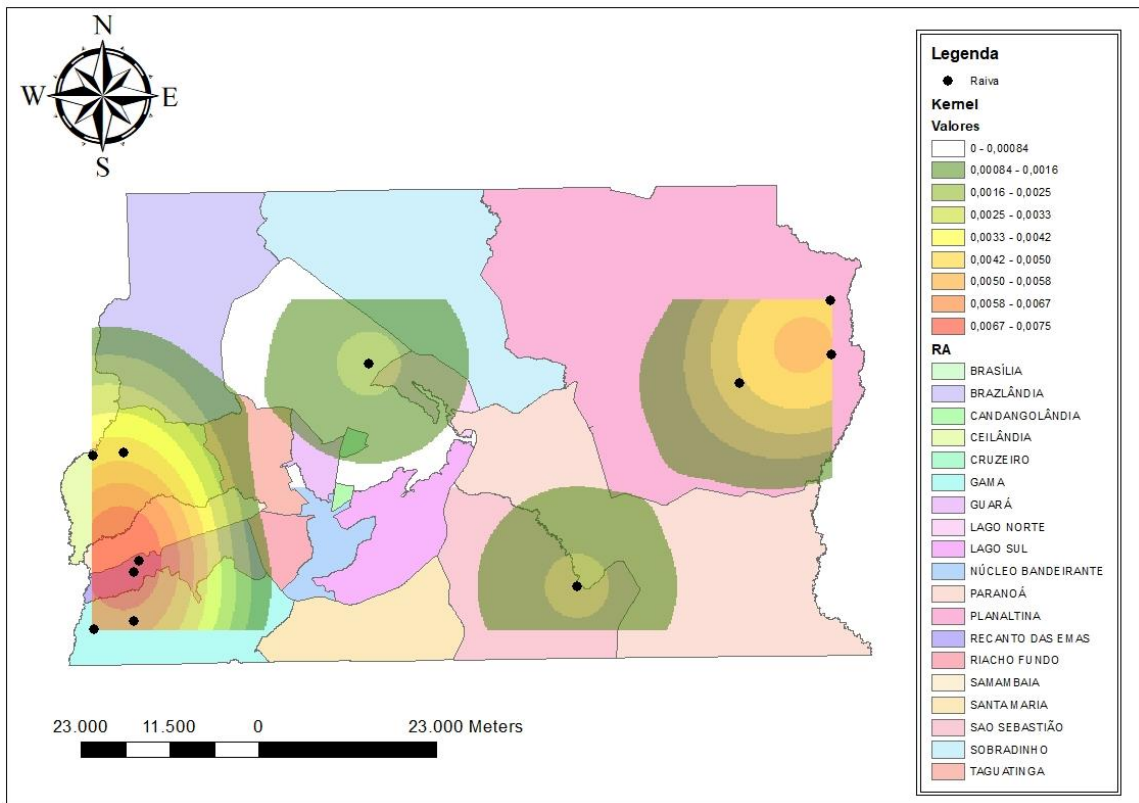 N
W E
S
23.000 11.500 0 23.000 Meters
Legenda
Raiva
Kernel
Valores
0 - 0,00084
0,00084 - 0,0016
0,0016 - 0,0025
0,0025 - 0,0033
0,0033 - 0,0042
0,0042 - 0,0050
0,0050 - 0,0058
0,0058 - 0,0067
0,0067 - 0,0075
RA
BRASÍLIA
BRAZLÂNDIA
CANDANGOLÂNDIA
CEILÂNDIA
CRUZEIRO
GAMA
GUARÁ
LAGO NORTE
LAGO SUL
NÚCLEO BANDEIRANTE
PARANOÁ
PLANALTINA
RECANTO DAS EMAS
RIACHO FUNDO
SAMAMBAIA
SANTA MARIA
SAO SEBASTIÃO
SOBRADINHO
TAGUATINGA